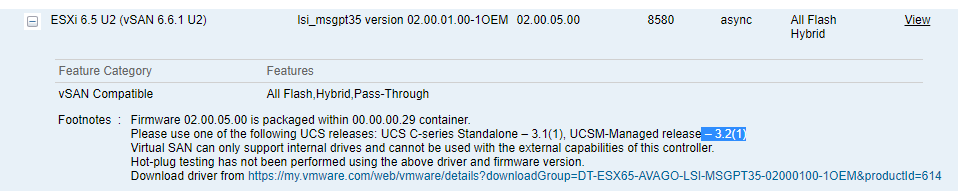 ESXi 6.5 U2 (vSAN 6.6.1 U2) lsi_msgpt35 version 02.00.01.00-1OEM 02.00.05.00 8580 async All Flash View
Hybrid
Feature Category Features
vSAN Compatible All Flash,Hybrid,Pass-Through
Footnotes : Firmware 02.00.05.00 is packaged within 00.00.00.29 container.
Please use one of the following UCS releases: UCS C-series Standalone – 3.1(1), UCSM-Managed release – 3.2(1)
Virtual SAN can only support internal drives and cannot be used with the external capabilities of this controller.
Hot-plug testing has not been performed using the above driver and firmware version.
Download driver from https://my.vmware.com/web/vmware/details?downloadGroup=DT-ESX65-AVAGO-LSI-MSGPT35-02000100-1OEM&productId=614